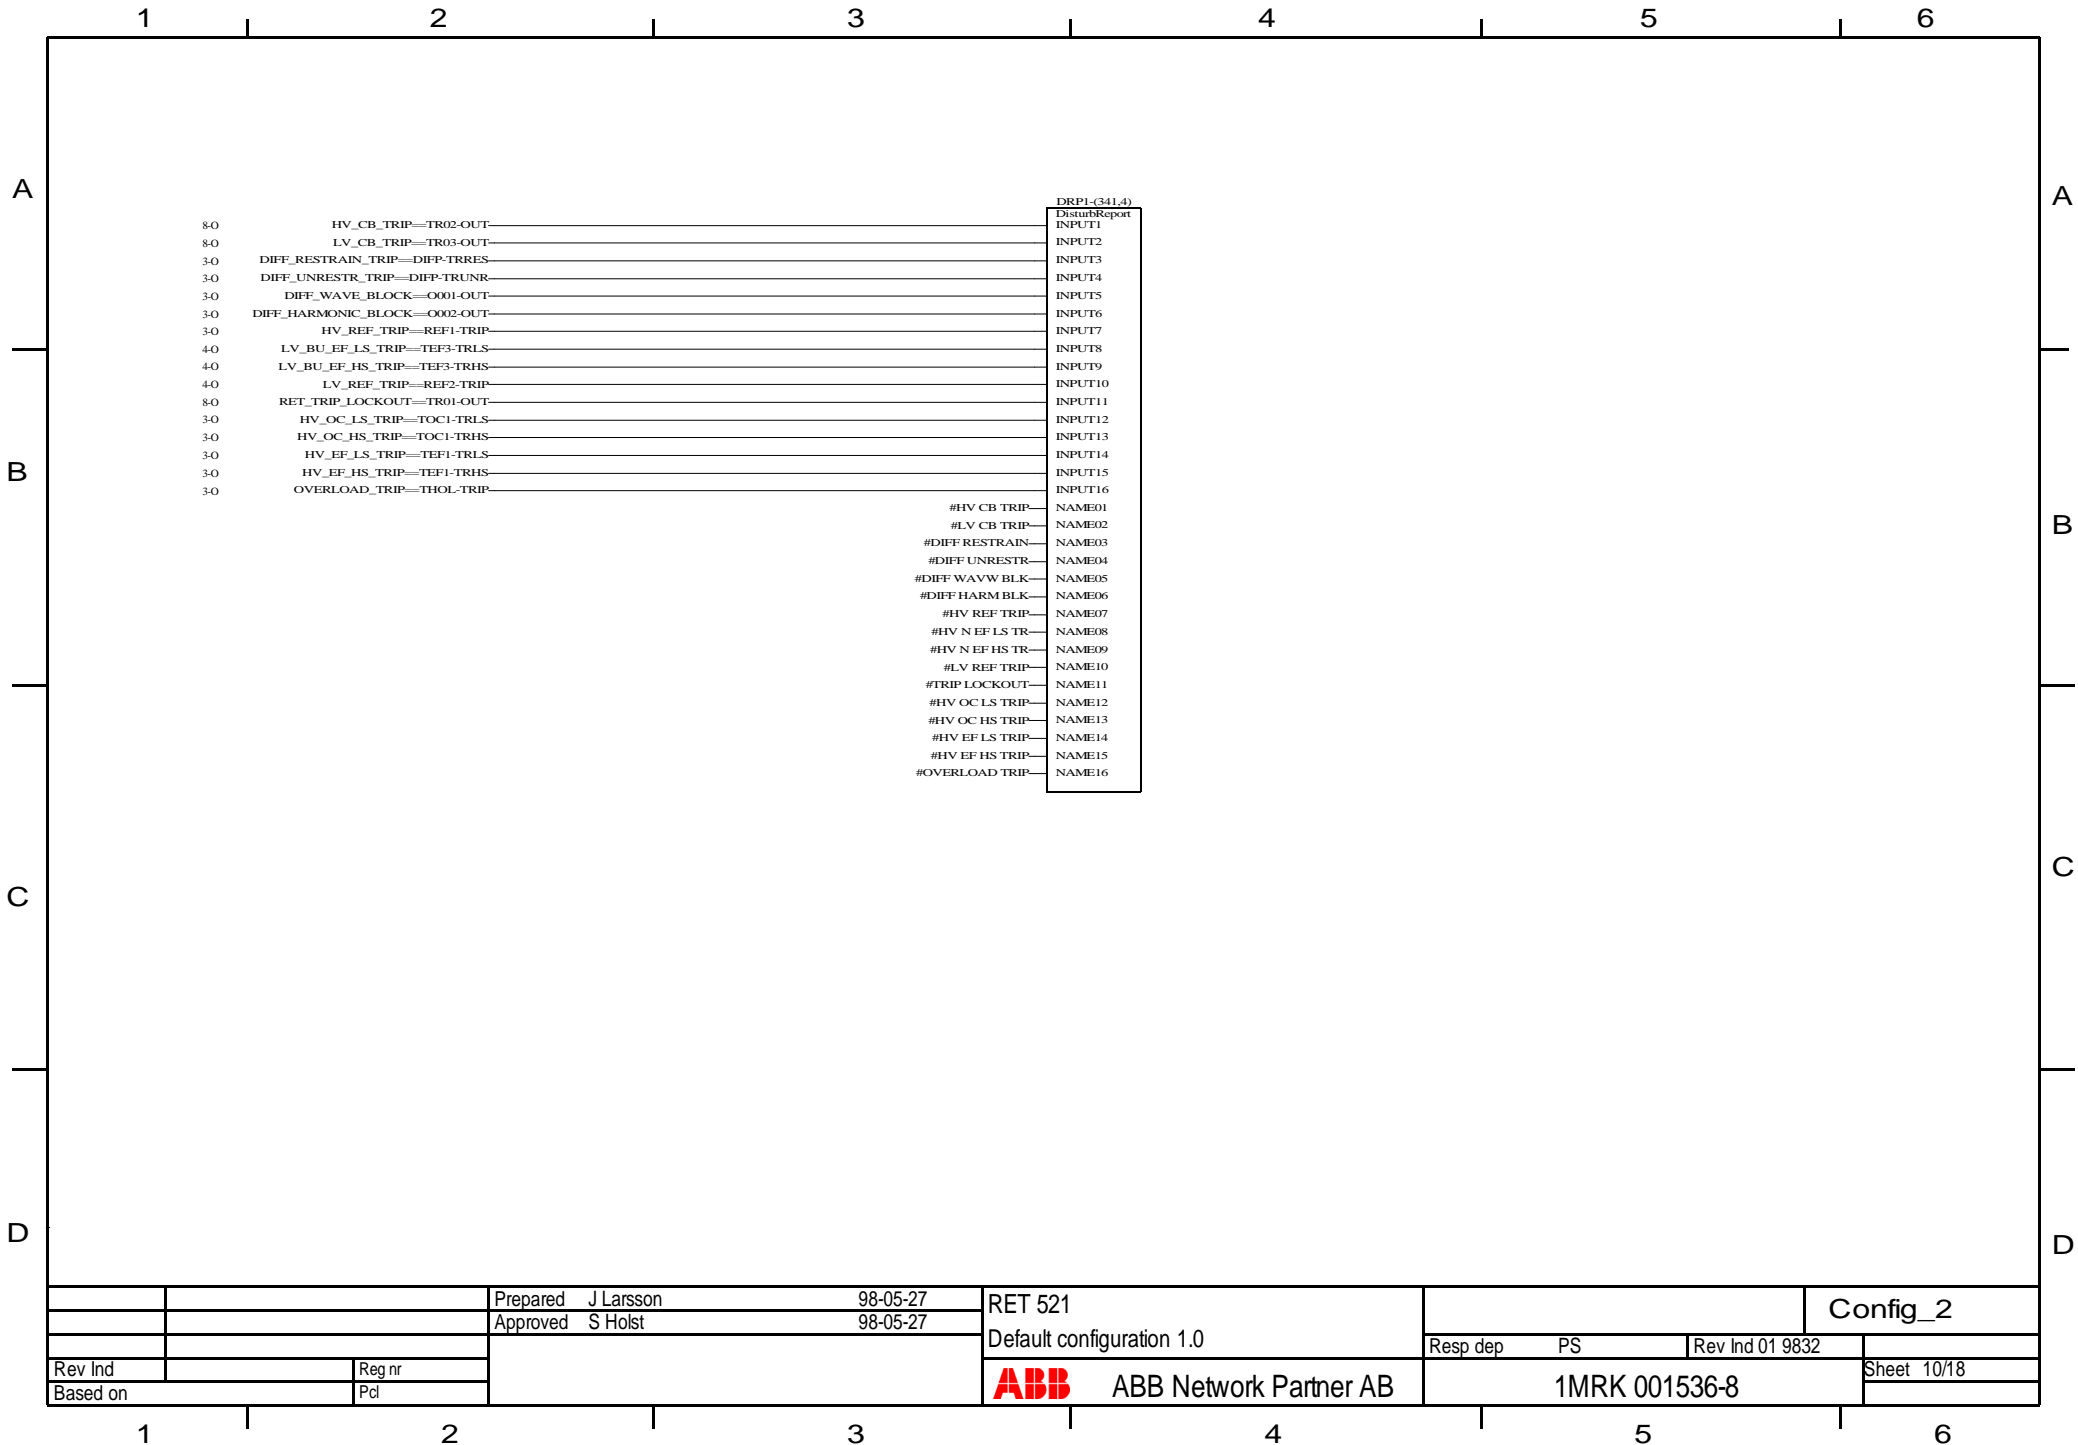 1 2 3 4 5 6
A A
DRP1-(341,4)
DisturbReport
8-O HV_CB_TRIP==TR02-OUT INPUT1
8-O LV_CB_TRIP==TR03-OUT INPUT2
3-O DIFF_RESTRAIN_TRIP==DIFP-TRRES INPUT3
3-O DIFF_UNRESTR_TRIP==DIFP-TRUNR INPUT4
3-O DIFF_WAVE_BLOCK==O001-OUT INPUT5
3-O DIFF_HARMONIC_BLOCK==O002-OUT INPUT6
3-O HV_REF_TRIP==REF1-TRIP INPUT7
4-O LV_BU_EF_LS_TRIP==TEF3-TRLS INPUT8
4-O LV_BU_EF_HS_TRIP==TEF3-TRHS INPUT9
4-O LV_REF_TRIP==REF2-TRIP INPUT10
8-O RET_TRIP_LOCKOUT==TR01-OUT INPUT11
3-O HV_OC_LS_TRIP==TOC1-TRLS INPUT12
3-O HV_OC_HS_TRIP==TOC1-TRHS INPUT13
3-O HV_EF_LS_TRIP==TEF1-TRLS INPUT14
B 3-O HV_EF_HS_TRIP==TEF1-TRHS INPUT15
3-O OVERLOAD_TRIP==THOL-TRIP INPUT16
#HV CB TRIP NAME01
#LV CB TRIP NAME02 B
#DIFF RESTRAIN NAME03
#DIFF UNRESTR NAME04
#DIFF WAVW BLK NAME05
#DIFF HARM BLK NAME06
#HV REF TRIP NAME07
#HV N EF LS TR NAME08
#HV N EF HS TR NAME09
#LV REF TRIP NAME10
#TRIP LOCKOUT NAME11
#HV OC LS TRIP NAME12
#HV OC HS TRIP NAME13
#HV EF LS TRIP NAME14
#HV EF HS TRIP NAME15
#OVERLOAD TRIP NAME16
C C
D D
Prepared J Larsson 98-05-27
Approved S Holst 98-05-27
RET 521
Default configuration 1.0
Config_2
Resp dep PS Rev Ind 01 9832
Rev Ind Reg nr
Based on Pcl
ABB ABB Network Partner AB
1MRK 001536-8
Sheet 10/18
1 2 3 4 5 6